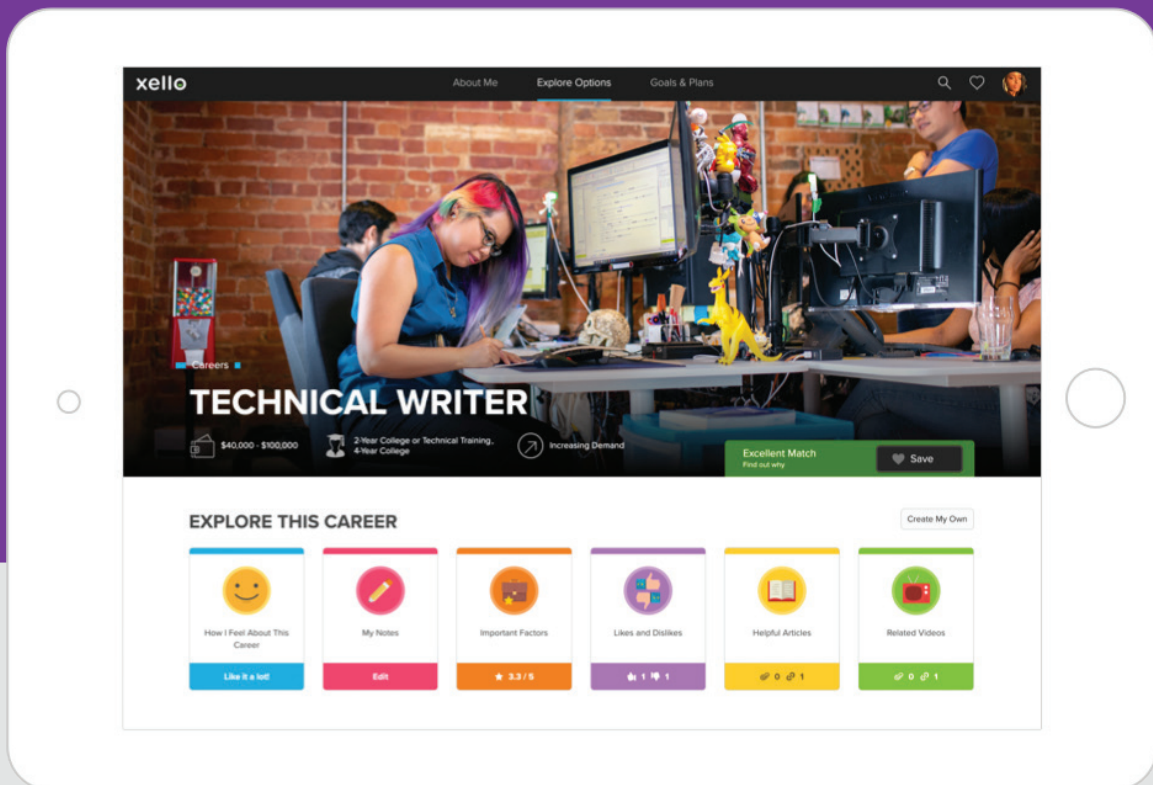 xello
About Me
Explore Options
Goals & Plans
Careers
TECHNICAL WRITER
$40,000 - $100,000
2-Year College or Technical Training,
4-Year College
Increasing Demand
Excellent Match
Find out why
Save
EXPLORE THIS CAREER
Create My Own
How I Feel About This
Career
Like it a lot!
My Notes
Edit
Important Factors
3.3 / 5
Likes and Dislikes
1 1
Helpful Articles
0 1
Related Videos
0 1